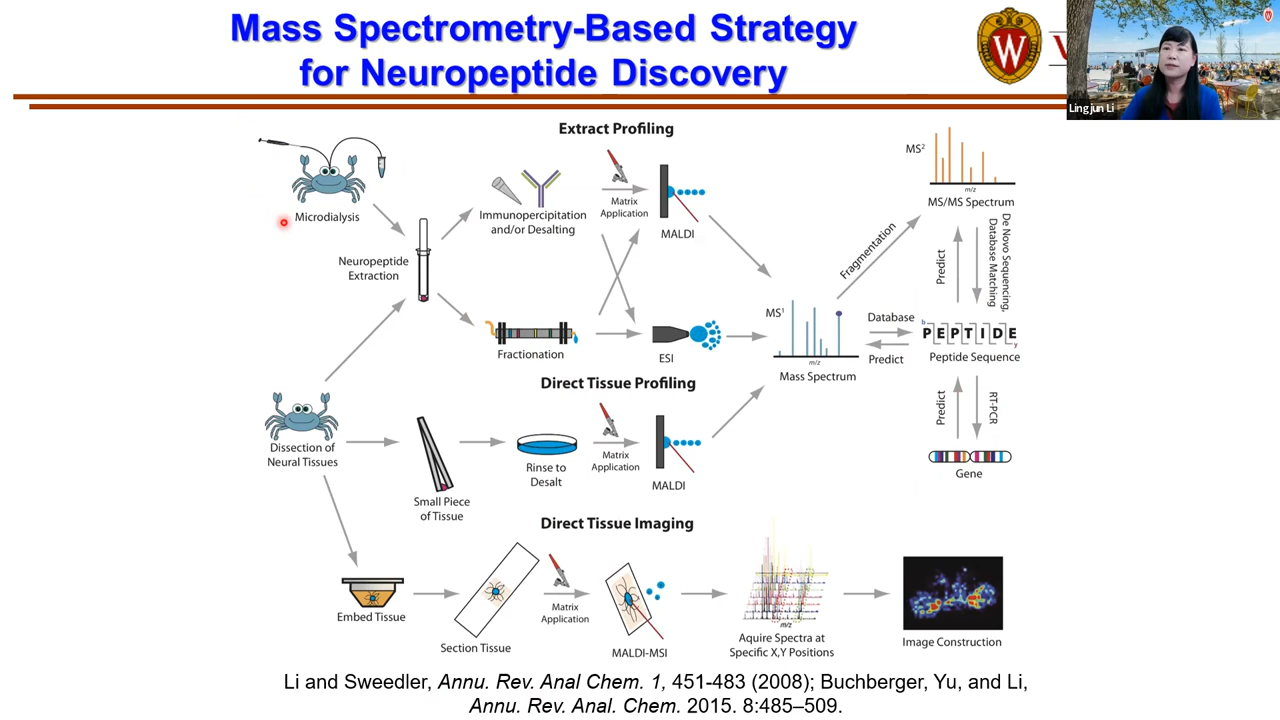 Mass Spectrometry-Based Strategy
for Neuropeptide Discovery
W
Lingjun Li
Extract Profiling
Microdialysis
Neuropeptide
Extraction
Immunopercipitation
and/or Desalting
Matrix
Application
MALDI
Fractionation
ESI
MS1
m/z
Mass Spectrum
Fragmentation
MS2
m/z
MS/MS Spectrum
Predict
De Novo Sequencing,
Database Matching
Database
Predict
b
PEPTIDE
y
Peptide Sequence
Predict
RT-PCR
Gene
Direct Tissue Profiling
Dissection of
Neural Tissues
Small Piece
of Tissue
Rinse to
Desalt
Matrix
Application
MALDI
Direct Tissue Imaging
Embed Tissue
Section Tissue
Matrix
Application
MALDI-MSI
m/z
Aquire Spectra at
Specific X,Y Positions
Image Construction
Li and Sweedler, Annu. Rev. Anal Chem. 1, 451-483 (2008); Buchberger, Yu, and Li,
Annu. Rev. Anal. Chem. 2015. 8:485–509.